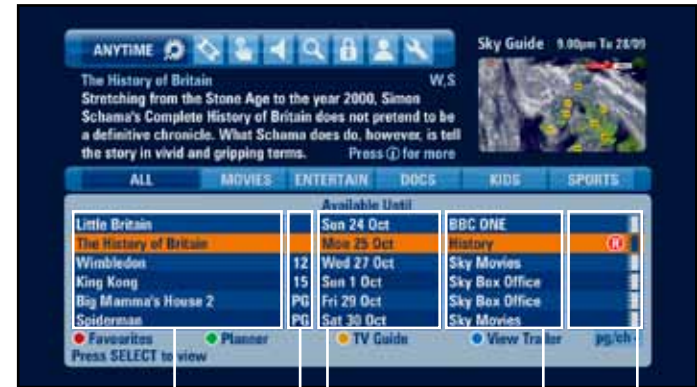 ANYTIME
Sky Guide 9.00pm Tu 28/09
The History of Britain W,S
Stretching from the Stone Age to the year 2000, Simon
Schama's Complete History of Britain does not pretend to be
a definitive chronicle. What Schama does do, however, is tell
the story in vivid and gripping terms. Press ⓘ for more
ALL MOVIES ENTERTAIN DOCS KIDS SPORTS
Available Until
Little Britain Sun 24 Oct BBC ONE
The History of Britain Mon 25 Oct History R
Wimbledon 12 Wed 27 Oct Sky Movies
King Kong 15 Sun 1 Oct Sky Box Office
Big Mamma's House 2 PG Fri 29 Oct Sky Box Office
Spiderman PG Sat 30 Oct Sky Movies
Favourites Planner TV Guide View Trailer pg/ch
Press SELECT to view